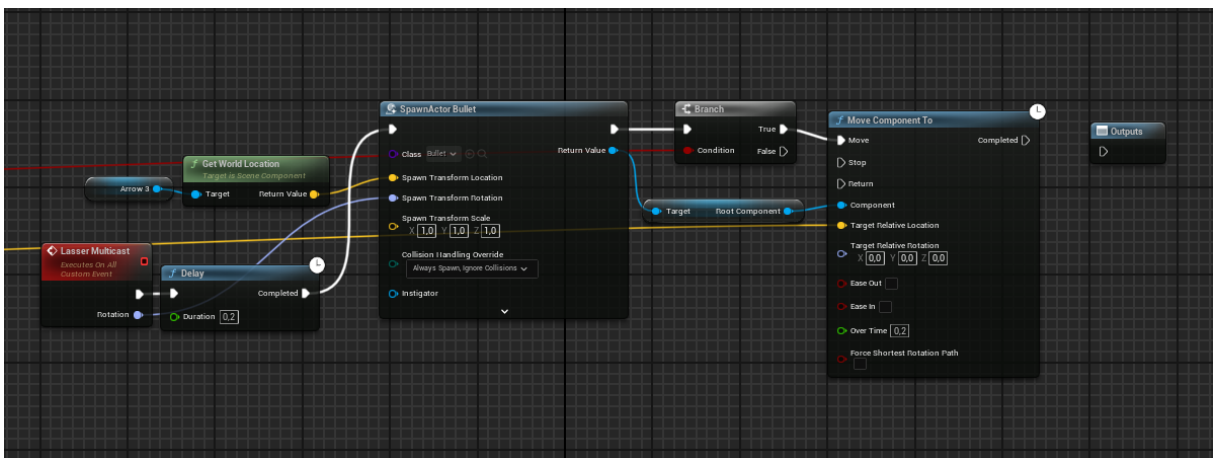 Get World Location
Target is Scene Component
Arrow 3
Target
Return Value
Lasser Multicast
Executes On All
Custom Event
Rotation
Delay
Completed
Duration
0,2
SpawnActor Bullet
Class
Bullet
Return Value
Spawn Transform Location
Spawn Transform Rotation
Spawn Transform Scale
X 1,0 Y 1,0 Z 1,0
Collision Handling Override
Always Spawn, Ignore Collisions
Instigator
Branch
True
Condition
False
Target
Root Component
Move Component To
Move
Completed
Stop
Return
Component
Target Relative Location
Target Relative Rotation
X 0,0 Y 0,0 Z 0,0
Ease Out
Ease In
Over Time 0,2
Force Shortest Rotation Path
Outputs